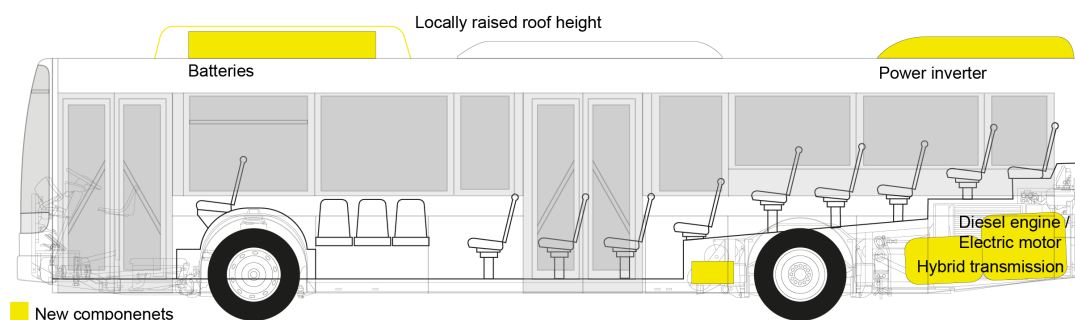 Locally raised roof height
Batteries
Power inverter
Diesel engine /
Electric motor
Hybrid transmission
New componenets